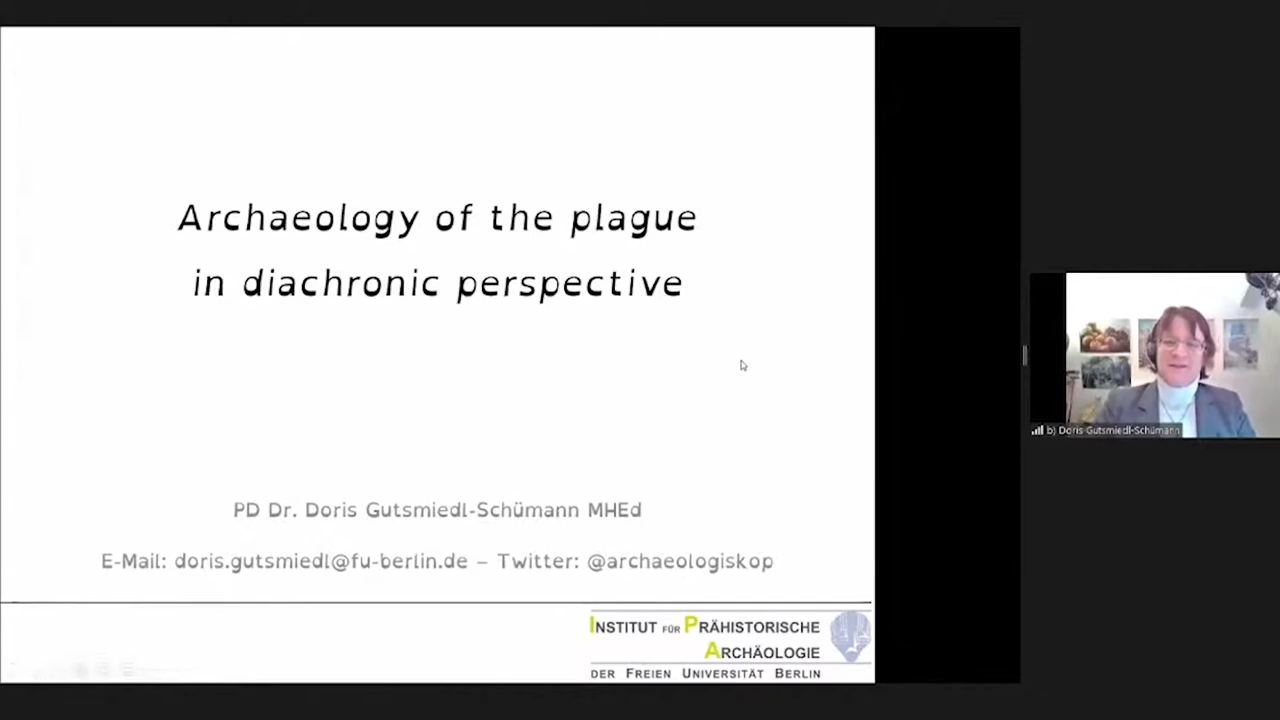 Archaeology of the plague
in diachronic perspective
PD Dr. Doris Gutsmiedl-Schümann MHEd
E-Mail: doris.gutsmiedl@fu-berlin.de – Twitter: @archaeologiskop
INSTITUT FÜR PRÄHISTORISCHE
ARCHÄOLOGIE
DER FREIEN UNIVERSITÄT BERLIN
b) Doris Gutsmiedl-Schümann